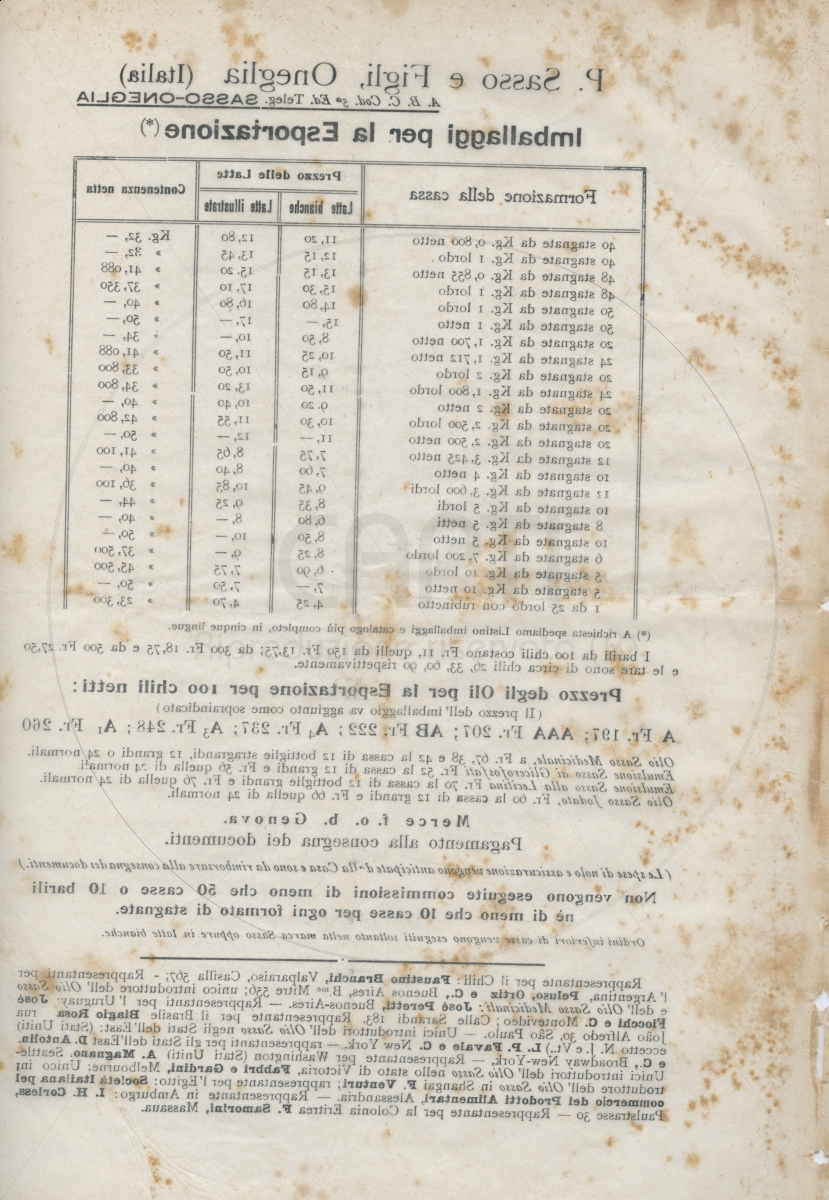 P. Sasso e Figli, Oneglia (Italia)
A. B. C. Cod. 5ª Ed. Teleg. SASSO-ONEGLIA
Imballaggi per la Esportazione (*)
Formazione della cassa Prezzo delle Latte Contenenza netta
Latte bianche Latte illustrate
40 stagnate da Kg. 0,800 netto 11,20 12,80 Kg. 32, —
40 stagnate da Kg. 1 lordo 12,15 13,45 » 32, —
48 stagnate da Kg. 0,855 netto 13,15 15.20 » 41,088
48 stagnate da Kg. 1 lordo 15,30 17,10 » 37,350
50 stagnate da Kg. 1 lordo 14,80 16,80 » 40, —
50 stagnate da Kg. 1 netto 15, — 17, — » 50, —
20 stagnate da Kg. 1,700 netto 8,50 10, — » 34, —
24 stagnate da Kg. 1,712 netto 10,25 11,50 » 41,088
20 stagnate da Kg. 2 lordo 9,15 10,50 » 33,800
24 stagnate da Kg. 1,800 lordo 11,50 13,20 » 34,800
20 stagnate da Kg. 2 netto 9.20 10,40 » 40, —
20 stagnate da Kg. 2,500 lordo 10,30 11,55 » 42,800
20 stagnate da Kg. 2,500 netto 11, — 12, — » 50, —
12 stagnate da Kg. 3,425 netto 7,75 8,65 » 41,100
10 stagnate da Kg. 4 netto 7,60 8,40 » 40, —
12 stagnate da Kg. 3,600 lordi 9,45 10,85 » 36,100
10 stagnate da Kg. 5 lordi 8,35 9,25 » 44, —
8 stagnate da Kg. 5 netti 6,80 8, — » 40, —
10 stagnate da Kg. 5 netto 8,50 10, — » 50, —
6 stagnate da Kg. 7,200 lordo 8,25 9, — » 37,500
5 stagnate da Kg. 10 lordo 6,90 7,75 » 45,500
5 stagnate da Kg. 10 netto 7, — 7,50 » 50, —
1 da 25 lordo con rubinetto 4,25 4,70 » 23,300
(*) A richiesta spediamo Listino imballaggi e catalogo più completo, in cinque lingue.
I barili da 100 chili costano Fr. 11, quelli da 150 Fr. 13,75; da 300 Fr. 18,75 e da 500 Fr. 27,50
e le tare sono di circa chili 26, 33, 60, 90 rispettivamente.
Prezzo degli Oli per la Esportazione per 100 chili netti:
(Il prezzo dell'imballaggio va aggiunto come sopraindicato)
A Fr. 197; AAA Fr. 207; AB Fr. 222; A4 Fr. 237; A3 Fr. 248; A1 Fr. 260
Olio Sasso Medicinale, a Fr. 67, 38 e 42 la cassa di 12 bottiglie stragrandi, 12 grandi o 24 normali.
Emulsione Sasso di Glicerofosfati Fr. 52 la cassa di 12 grandi e Fr. 56 quella di 24 normali.
Emulsione Sasso alla Lecitina Fr. 70 la cassa di 12 bottiglie grandi e Fr. 76 quella di 24 normali.
Olio Sasso Jodato, Fr. 60 la cassa di 12 grandi e Fr. 66 quella di 24 normali.
Merce f. o. b. Genova.
Pagamento alla consegna dei documenti.
(Le spese di nolo e assicurazione vengono anticipate dalla Casa e sono da rimborsare alla consegna dei documenti.)
Non vengono eseguite commissioni di meno che 50 casse o 10 barili
nè di meno che 10 casse per ogni formato di stagnate.
Ordini inferiori di casse vengono eseguiti soltanto nella marca Sasso oppure in latte bianche.
Rappresentante per il Chili: Faustino Branchi, Valparaiso, Casilla 567; - Rappresentanti per
l'Argentina, Peluso, Ortiz e C., Buenos Aires, B.me Mitre 556; unico introduttore dell'Olio Sasso
e dell'Olio Sasso Medicinali: José Peretti, Buenos-Aires. — Rappresentanti per l'Uruguay: José
Fiocchi e C. Montevideo; Calle Sarandi 183. Rappresentante per il Brasile Biagio Rosa rua
João Alfredo 30, São Paulo. — Unici introduttori dell'Olio Sasso negli Stati dell'East: (Stati Uniti)
eccetto N. J. e Vt.,) L. P. Favale e C. New York. — rappresentanti per gli Stati dell'East D. Antolin.
e C., Broadway New-York, — Rappresentante per Washington (Stati Uniti) A. Magnano. Seattle-
Unici introduttori dell'Olio Sasso nello stato di Victoria, Fabbri e Gardini, Melbourne: Unico ini
troduttore dell'Olio Sasso in Shangai F. Venturi; rappresentante per l'Egitto: Società Italiana pel
commercio dei Prodotti Alimentari, Alessandria. — Rappresentante in Amburgo: I. H. Corless,
Paulstrasse 30 — Rappresentante per la Colonia Eritrea F. Samorini, Massaua.